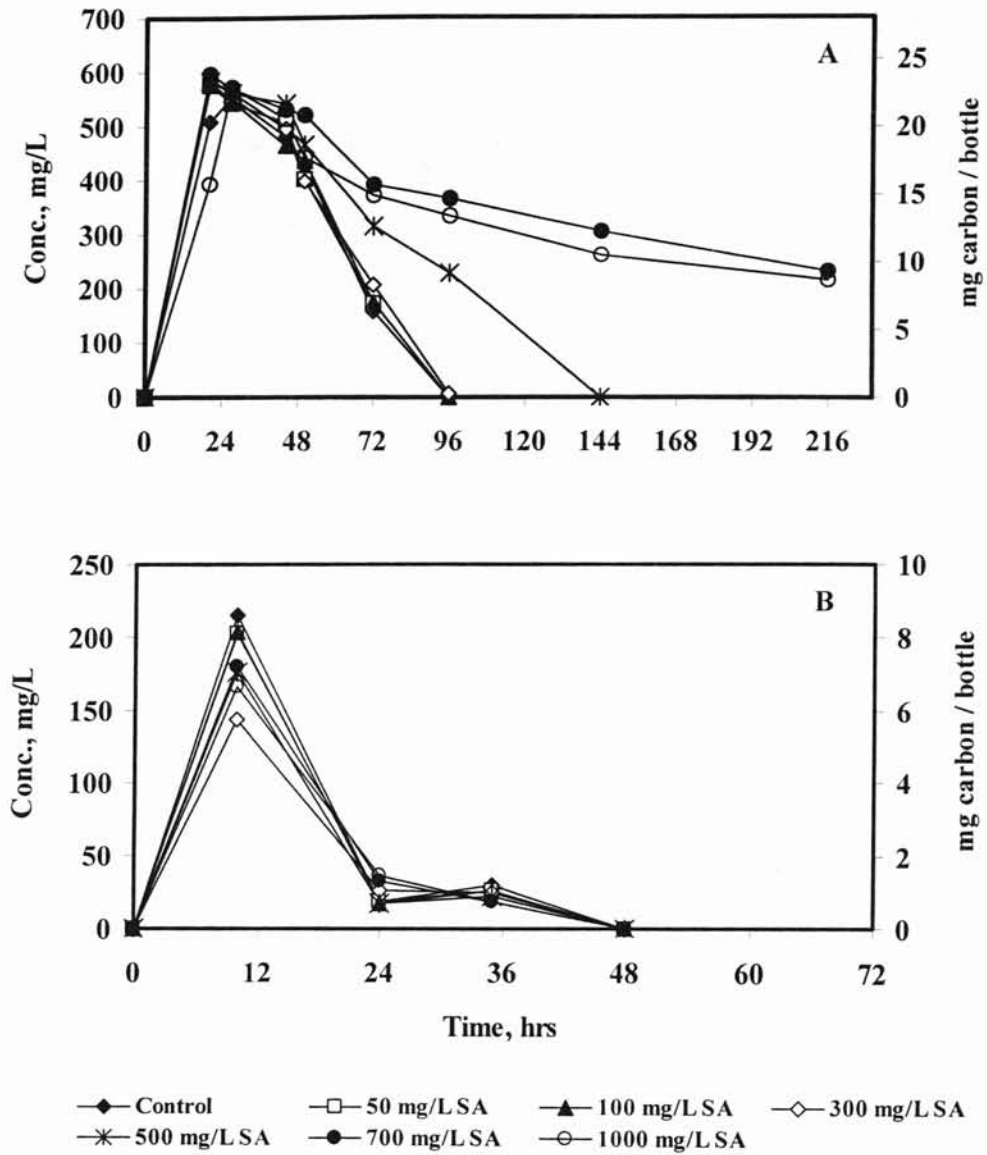 A
700
600
500
400
300
200
100
0
Conc., mg/L
25
20
15
10
5
0
mg carbon / bottle
0 24 48 72 96 120 144 168 192 216
B
250
200
150
100
50
0
Conc., mg/L
10
8
6
4
2
0
mg carbon / bottle
0 12 24 36 48 60 72
Time, hrs
Control 50 mg/L SA 100 mg/L SA 300 mg/L SA
500 mg/L SA 700 mg/L SA 1000 mg/L SA